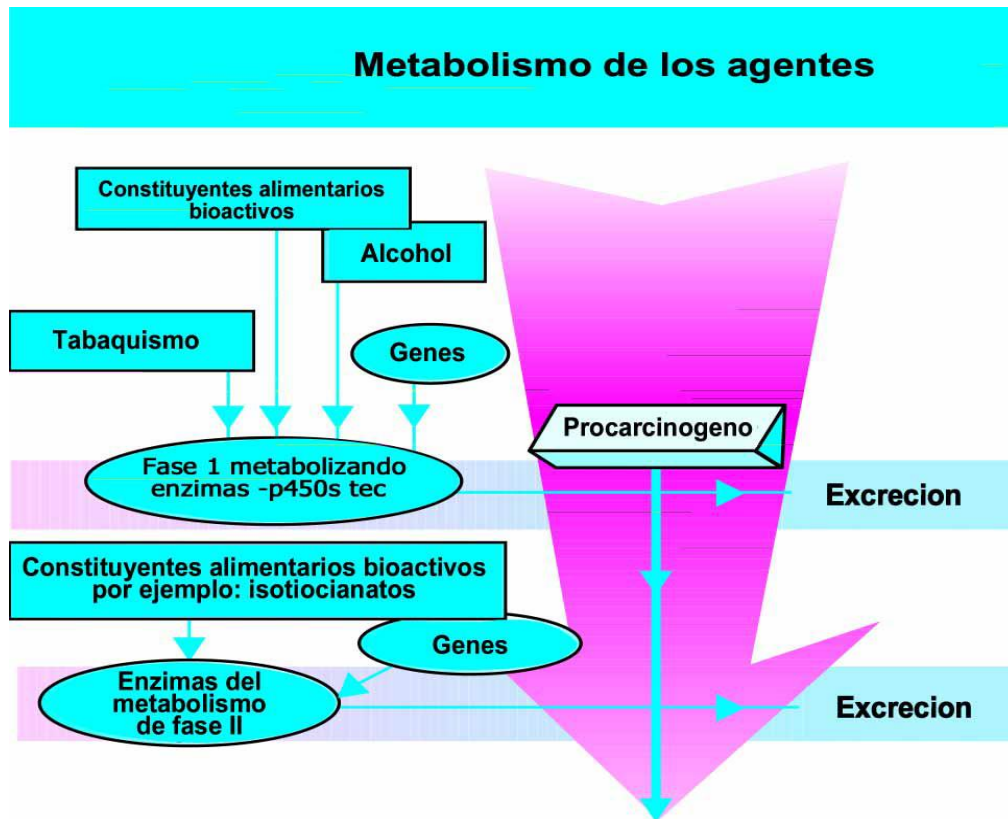 Metabolismo de los agentes
Constituyentes alimentarios
bioactivos
Alcohol
Tabaquismo
Genes
Procarcinogeno
Fase 1 metabolizando
enzimas -p450s tec
Excrecion
Constituyentes alimentarios bioactivos
por ejemplo: isotiocianatos
Genes
Enzimas del
metabolismo
de fase II
Excrecion